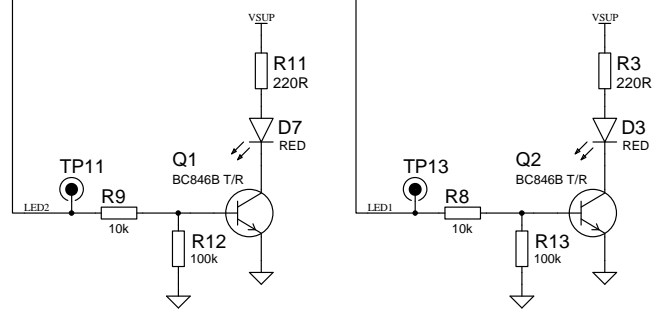 VSUP
R11
220R
D7
RED
TP11
Q1
BC846B T/R
LED2
R9
10k
R12
100k
VSUP
R3
220R
D3
RED
TP13
Q2
BC846B T/R
LED1
R8
10k
R13
100k